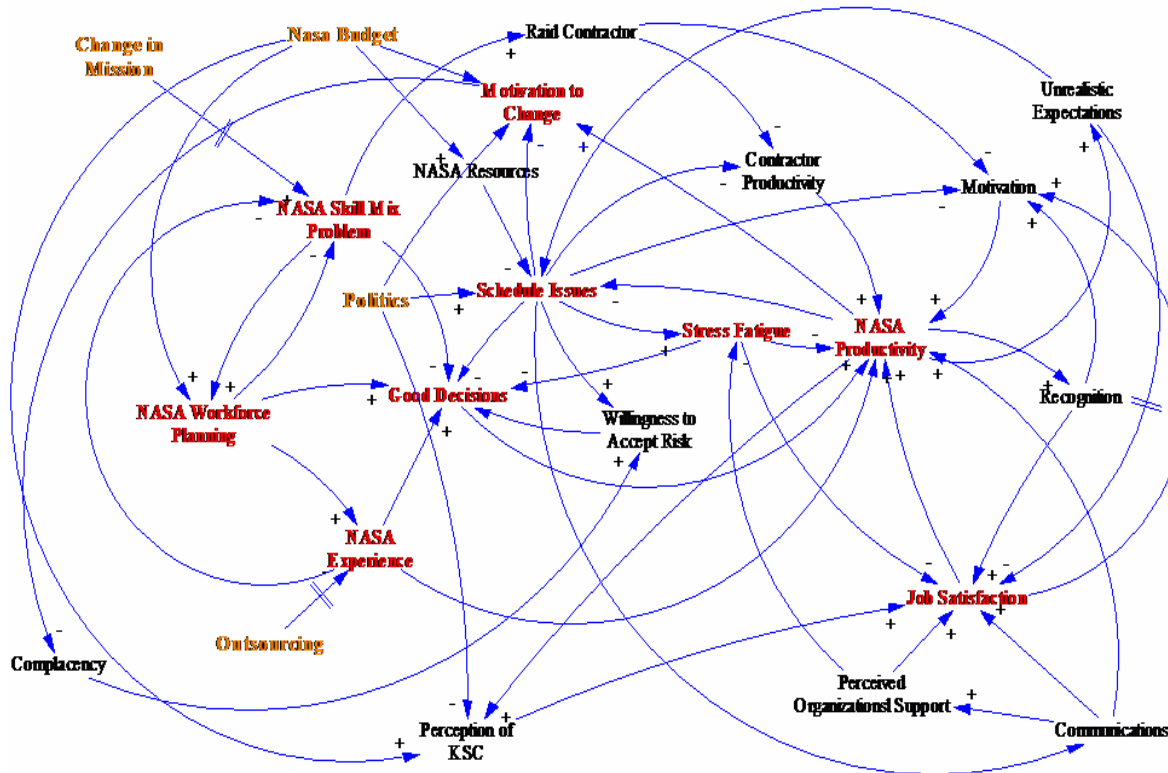 Nasa Budget
Raid Contractor
Change in
Mission
Motivation to
Change
Unrealistic
Expectations
NASA Resources
Contractor
Productivity
Motivation
NASA Skill Mix
Problem
Politics
Schedule Issues
Stress Fatigue
NASA
Productivity
Good Decisions
Recognition
NASA Workforce
Planning
Willingness to
Accept Risk
NASA
Experience
Job Satisfaction
Outsourcing
Complacency
Perceived
Organizational Support
Perception of
KSC
Communications